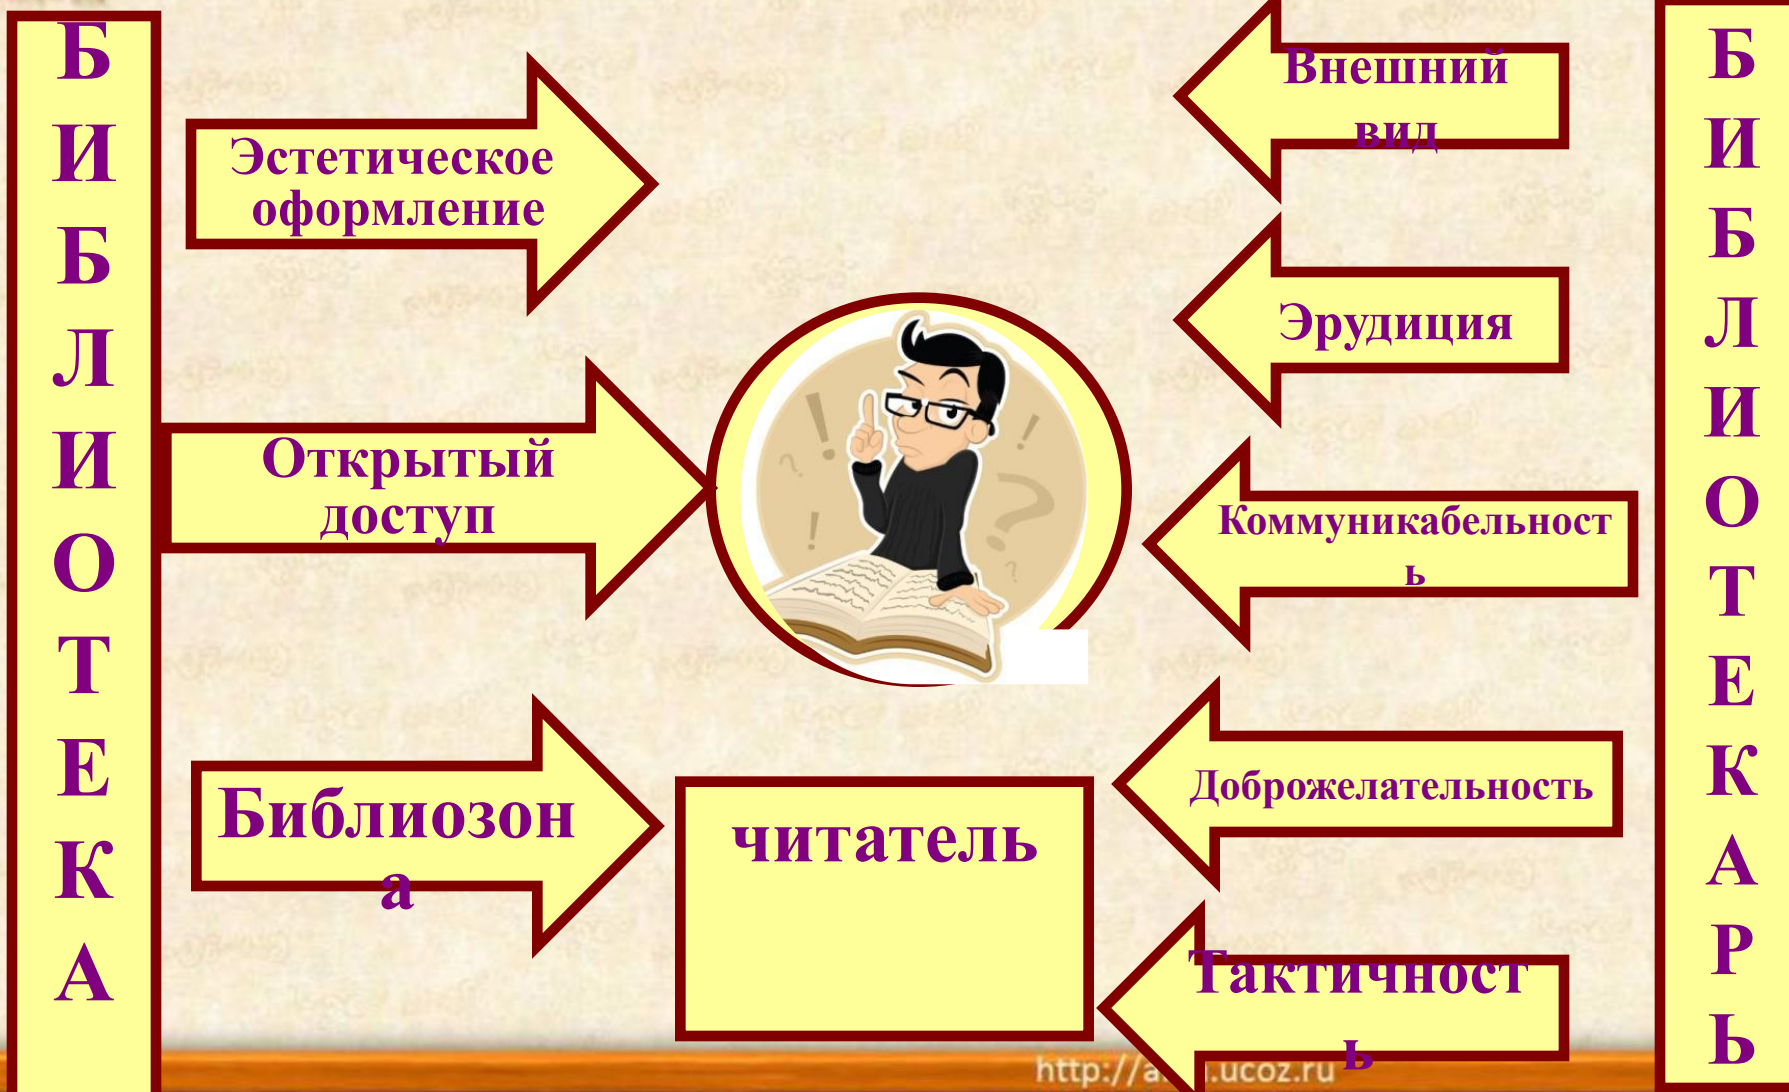 Б
И
Б
Л
И
О
Т
Е
К
А
Эстетическое
оформление
Открытый
доступ
Библиозон
а
читатель
Внешний
вид
Эрудиция
Коммуникабельност
ь
Доброжелательность
Тактичност
ь
Б
И
Б
Л
И
О
Т
Е
К
А
Р
Ь
.ucoz.ru